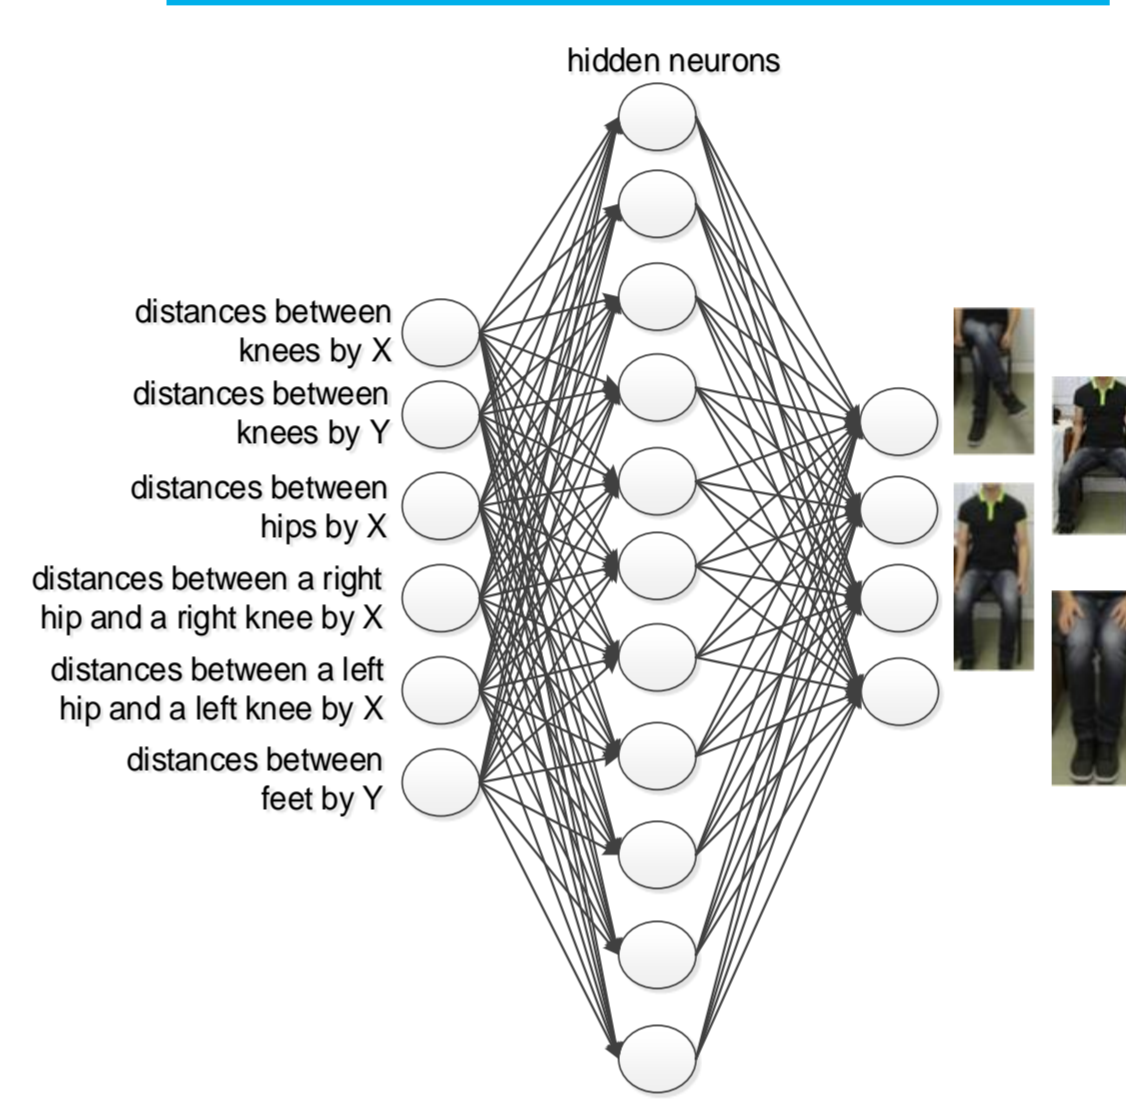 hidden neurons
distances between
knees by X
distances between
knees by Y
distances between
hips by X
distances between a right
hip and a right knee by X
distances between a left
hip and a left knee by X
distances between
feet by Y